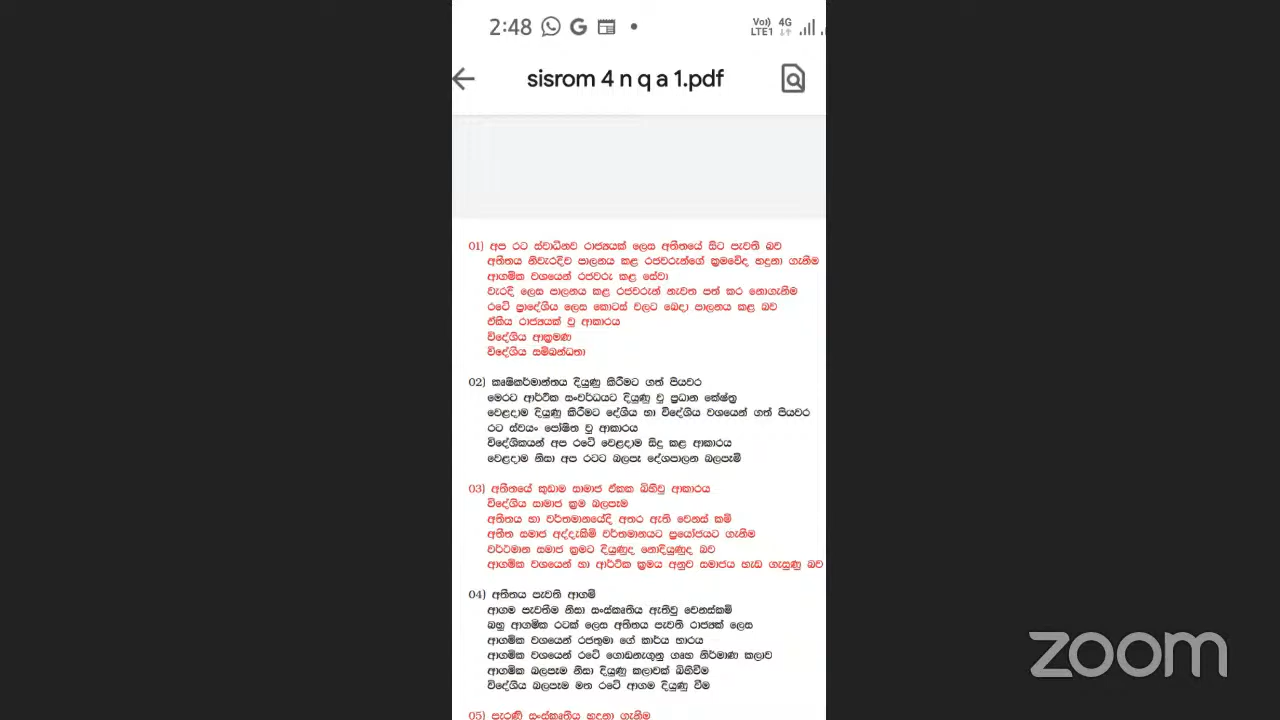 2:48
Vo)) 4G
LTE1
sisrom 4 n q a 1.pdf
01) අප රට ස්වාධීනව රාජ්‍යයක් ලෙස අතීතයේ සිට පැවති බව
අතීතය නිවැරදිව පාලනය කළ රජවරුන්ගේ ක්‍රමවේද හඳුනා ගැනීම
ආගමික වශයෙන් රජවරු කළ සේවා
වැරදි ලෙස පාලනය කළ රජවරුන් නැවත පත් කර නොගැනීම
රටේ ප්‍රාදේශීය ලෙස කොටස් වලට බෙදා පාලනය කළ බව
ඒකීය රාජ්‍යයක් වූ ආකාරය
විදේශිය ආක්‍රමණ
විදේශිය සම්බන්ධතා
02) කෘෂිකර්මාන්තය දියුණු කිරීමට ගත් පියවර
මෙරට ආර්ථික සංවර්ධයට දියුණු වූ ප්‍රධාන කේෂ්ත්‍ර
වෙළදාම දියුණු කිරීමට දේශිය හා විදේශිය වශයෙන් ගත් පියවර
රට ස්වයං පෝෂිත වූ ආකාරය
විදේශිකයන් අප රටේ වෙළදාම සිදු කළ ආකාරය
වෙළදාම නිසා අප රටට බලපෑ දේශපාලන බලපෑම්
03) අතීතයේ කුඩාම සාමාජ ඒකක බිහිවු ආකාරය
විදේශිය සාමාජ ක්‍රම බලපෑම
අතීතය හා වර්තමානයේදි අතර ඇති වෙනස් කම්
අතීත සමාජ අද්දැකීම් වර්තමානයට ප්‍රයෝජයට ගැනීම
වර්ථමාන සමාජ ක්‍රමට දියුණුද නොදියුණුද බව
ආගමික වශයෙන් හා ආර්ථික ක්‍රමය අනුව සමාජය හැඩ ගැසුණු බව
04) අතීතය පැවති ආගම්
ආගම පැවතීම නිසා සංස්කෘතිය ඇතිවු වෙනස්කම්
බහු ආගමික රටක් ලෙස අතීතය පැවති රාජ්‍යක් ලෙස
ආගමික වශයෙන් රජතුමා ගේ කාර්ය භාරය
ආගමික වශයෙන් රටේ ගොඩනැගුනු ගෘහ නිර්මාණ කලාව
ආගමික බලපෑම නිසා දියුණු කලාවක් බිහිවීම
විදේශිය බලපෑම මත රටේ ආගම දියුණු වීම
05) පැරණි සංස්කෘතිය හදුනා ගැනීම
zoom